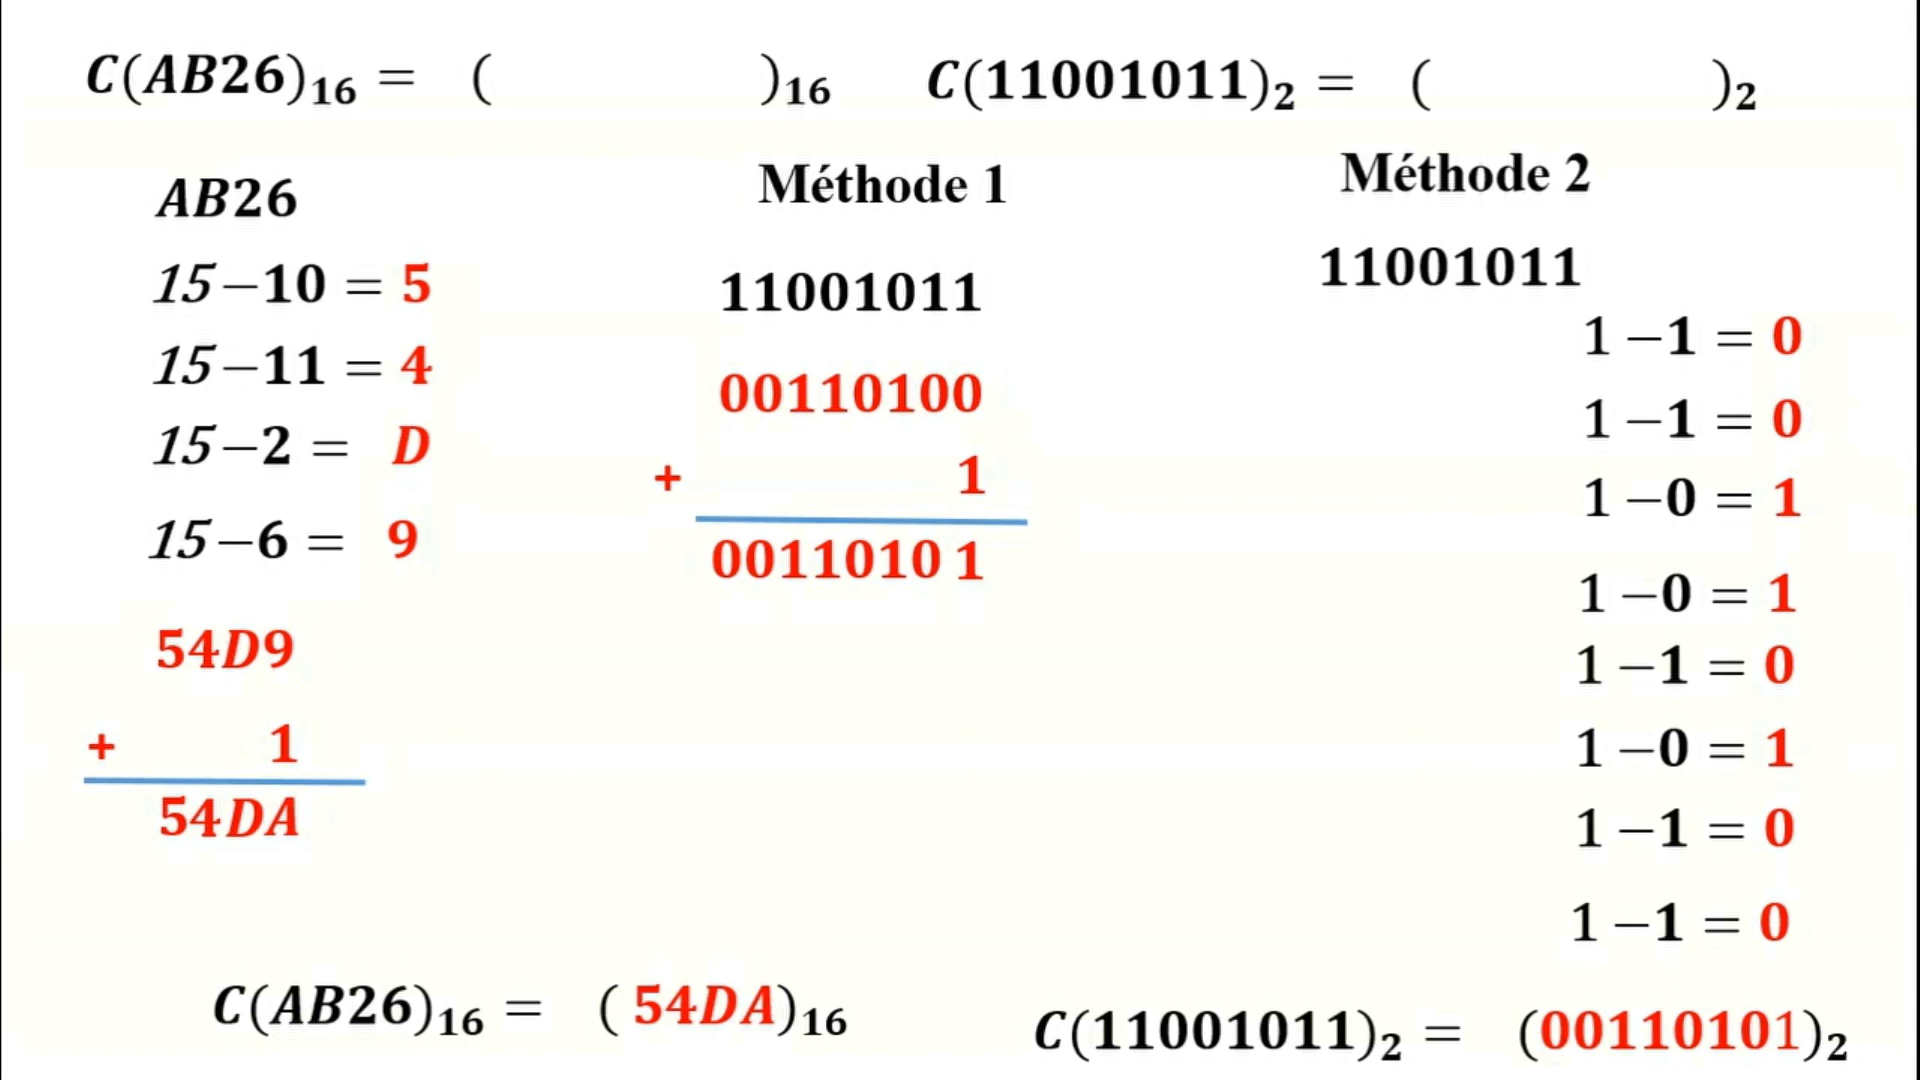 C(AB26)₁₆ = ( )₁₆
C(11001011)₂ = ( )₂
AB26
15 − 10 = 5
15 − 11 = 4
15 − 2 = D
15 − 6 = 9
54D9
+ 1
54DA
Méthode 1
11001011
00110100
+ 1
0011010 1
Méthode 2
11001011
1 − 1 = 0
1 − 1 = 0
1 − 0 = 1
1 − 0 = 1
1 − 1 = 0
1 − 0 = 1
1 − 1 = 0
1 − 1 = 0
C(AB26)₁₆ = ( 54DA)₁₆
C(11001011)₂ = (00110101)₂